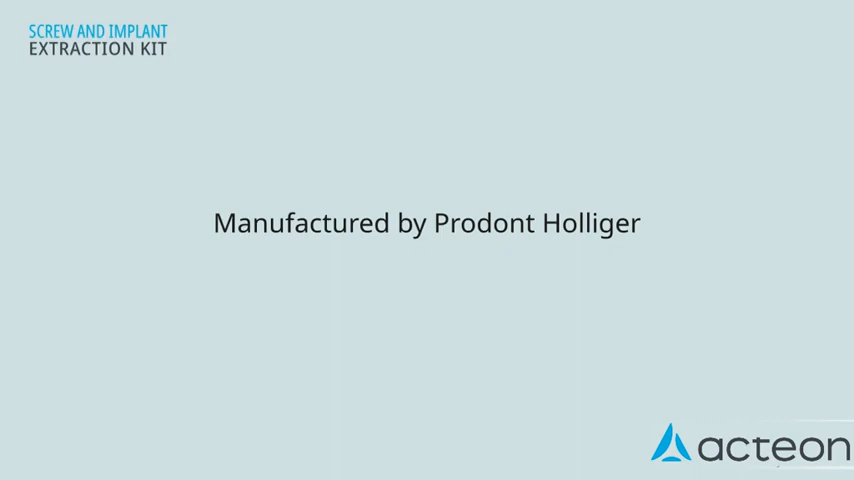 SCREW AND IMPLANT
EXTRACTION KIT
Manufactured by Prodont Holliger
acteon